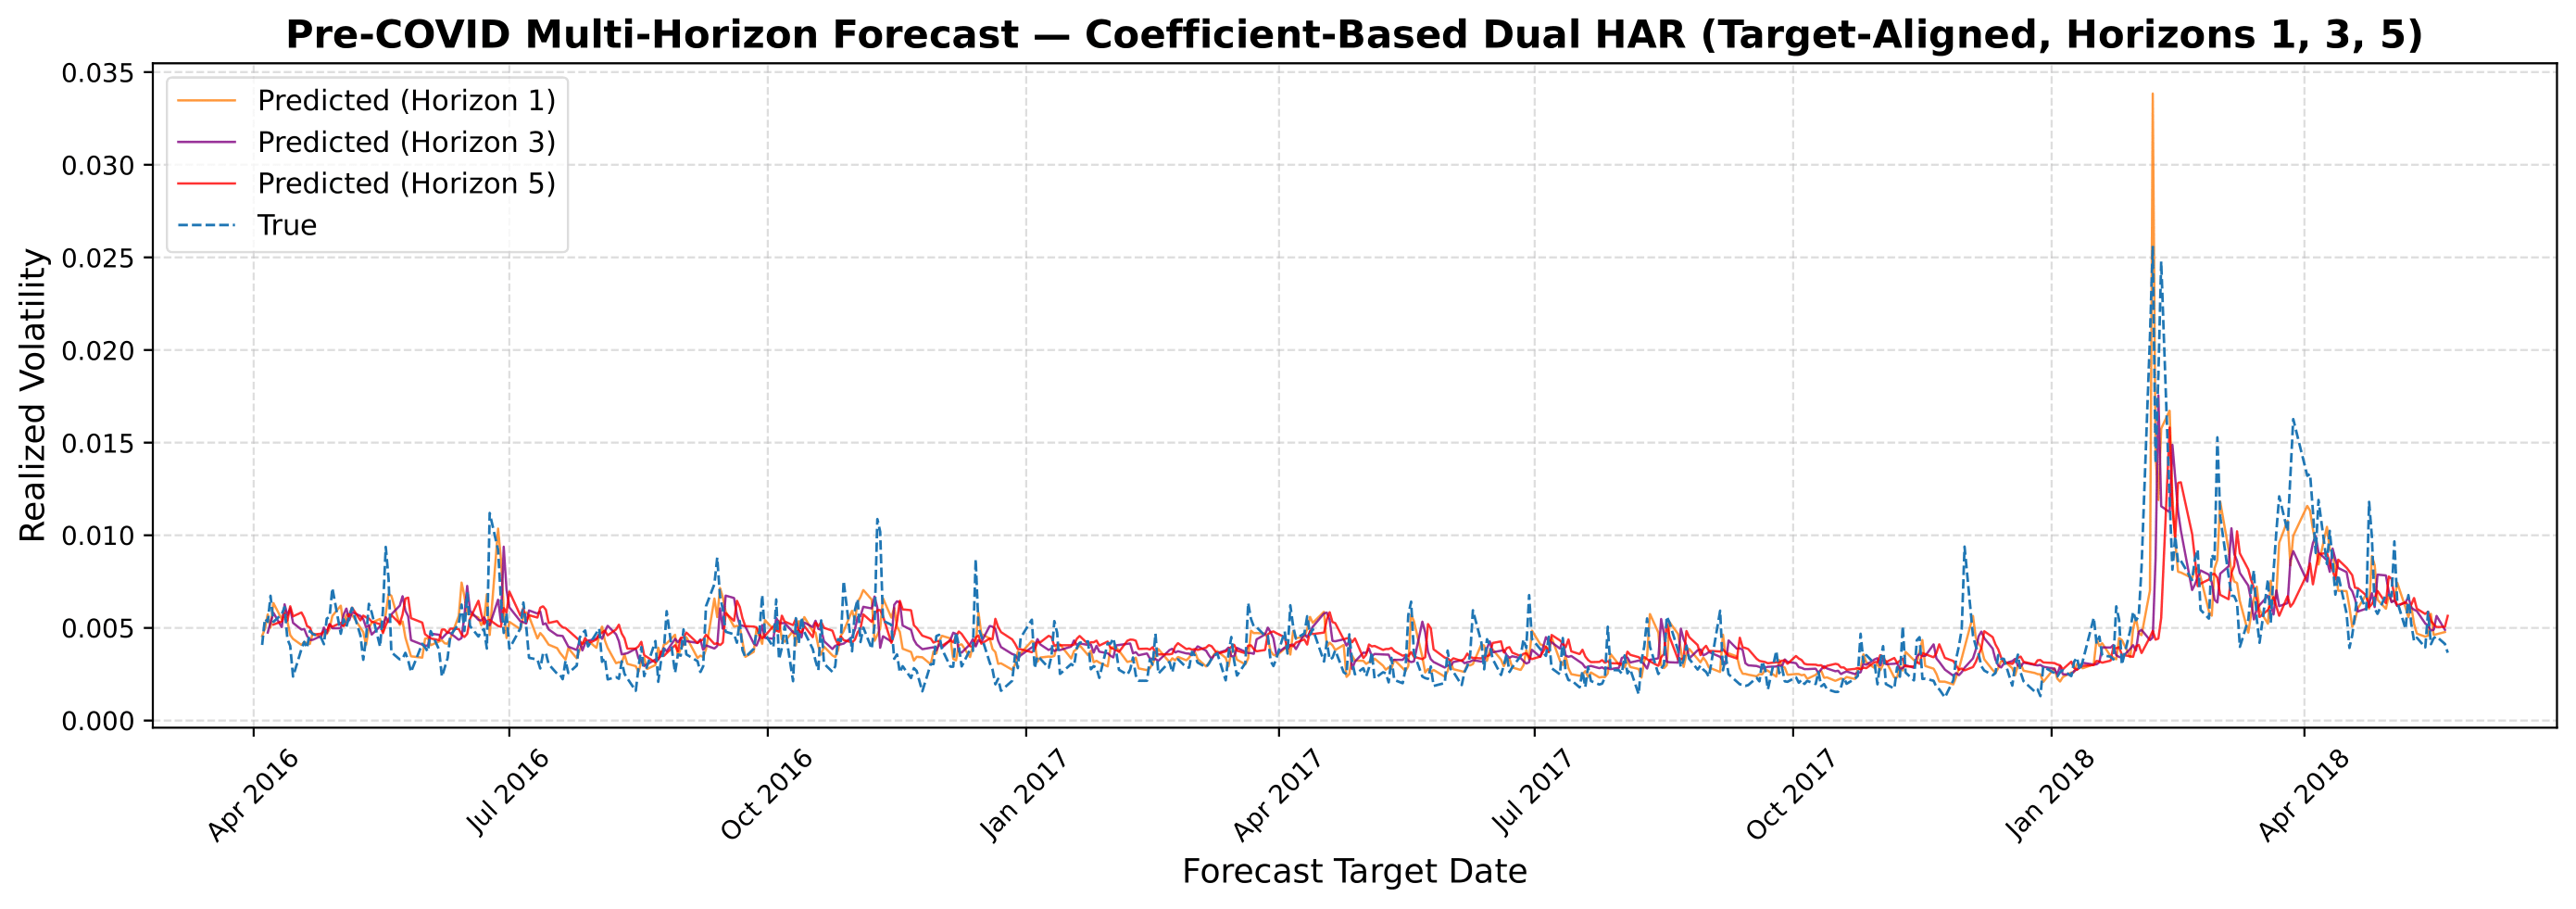 Pre-COVID Multi-Horizon Forecast — Coefficient-Based Dual HAR (Target-Aligned, Horizons 1, 3, 5)
Predicted (Horizon 1)
Predicted (Horizon 3)
Predicted (Horizon 5)
True
Realized Volatility
0.035
0.030
0.025
0.020
0.015
0.010
0.005
0.000
Apr 2016
Jul 2016
Oct 2016
Jan 2017
Apr 2017
Jul 2017
Oct 2017
Jan 2018
Apr 2018
Forecast Target Date